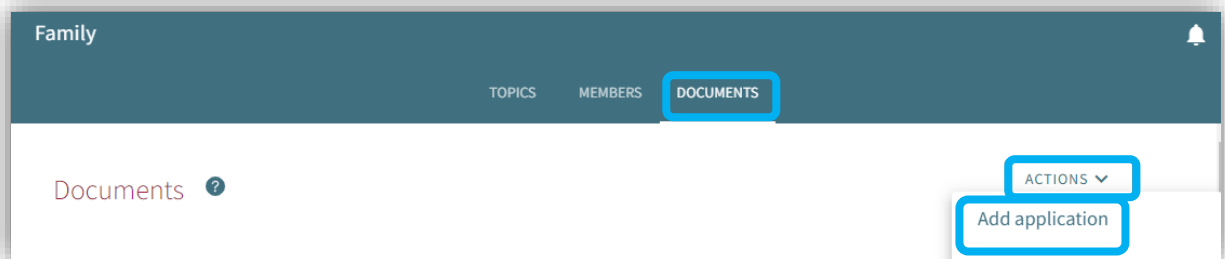 Family
TOPICS MEMBERS DOCUMENTS
Documents ?
ACTIONS
Add application